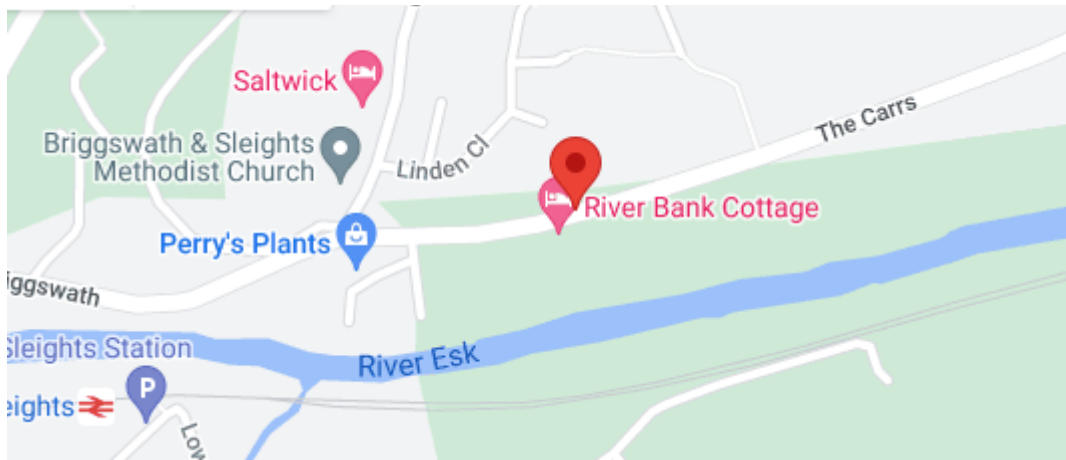 Saltwick
Briggswath & Sleights
Methodist Church
Linden Cl
The Carrs
River Bank Cottage
Perry's Plants
iggswath
River Esk
Sleights Station
P
eights
Low